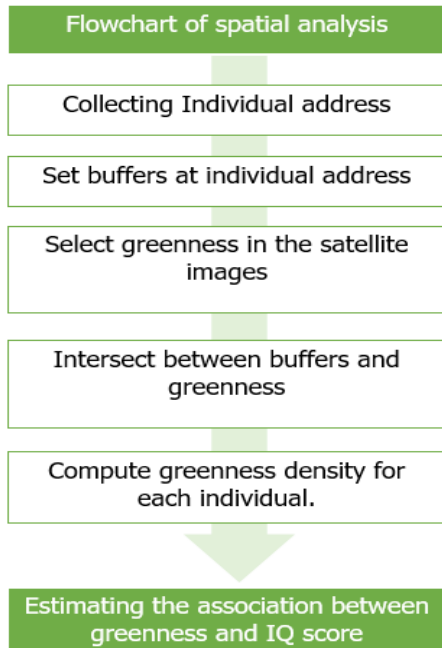 Flowchart of spatial analysis
Collecting Individual address
Set buffers at individual address
Select greenness in the satellite
images
Intersect between buffers and
greenness
Compute greenness density for
each individual.
Estimating the association between
greenness and IQ score